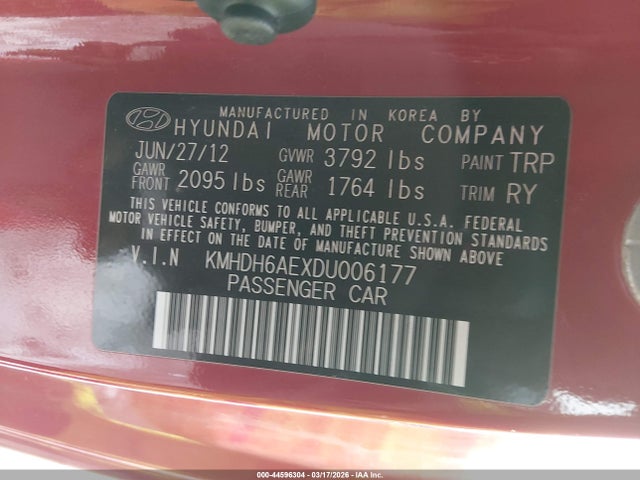 MANUFACTURED IN KOREA BY
HYUNDAI MOTOR COMPANY
JUN/27/12 GVWR 3792 lbs PAINT TRP
GAWR FRONT 2095 lbs GAWR REAR 1764 lbs TRIM RY
THIS VEHICLE CONFORMS TO ALL APPLICABLE U.S.A. FEDERAL
MOTOR VEHICLE SAFETY, BUMPER, AND THEFT PREVENTION STANDARDS
IN EFFECT ON THE DATE OF MANUFACTURE SHOWN ABOVE
V.I.N KMHDH6AEXDU006177
PASSENGER CAR
000-44596304 | 03/17/2026 | © IAA Inc.